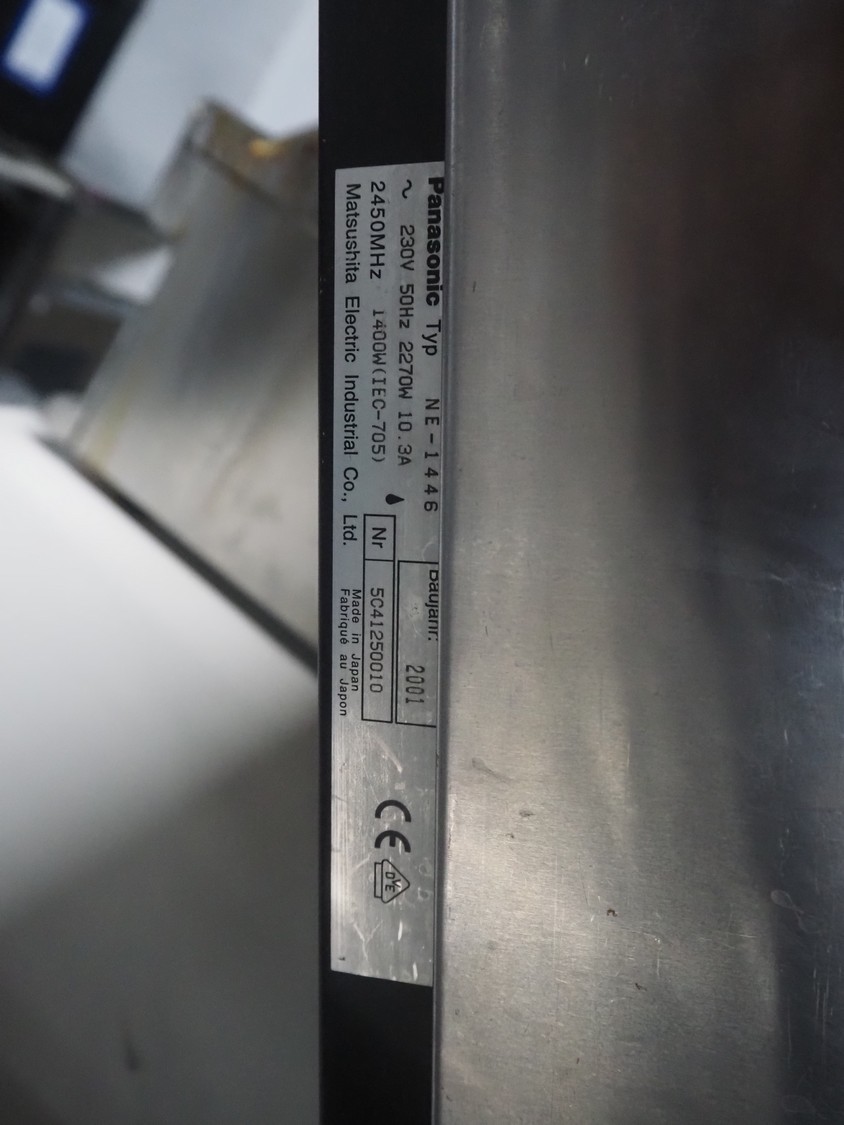 Panasonic Typ NE-1446
~ 230V 50Hz 2270W 10.3A
2450MHz 1400W(IEC-705)
Matsushita Electric Industrial Co., Ltd.
Baujahr: 2001
Nr 5C41250010
Made in Japan
Fabriqué au Japon
CE
DVE